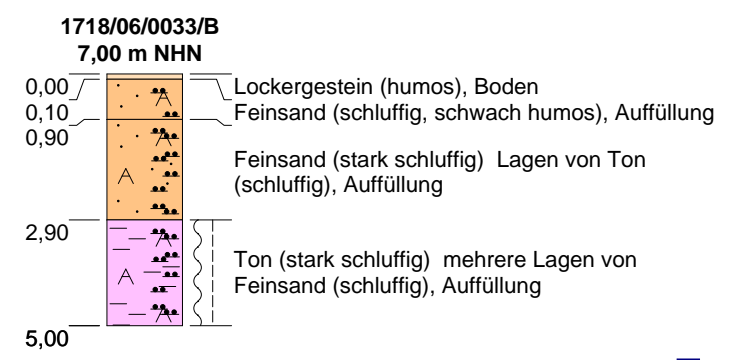 1718/06/0033/B
7,00 m NHN
0,00
Lockergestein (humos), Boden
0,10
Feinsand (schluffig, schwach humos), Auffüllung
0,90
A
A
Feinsand (stark schluffig) Lagen von Ton
(schluffig), Auffüllung
A
2,90
A
Ton (stark schluffig) mehrere Lagen von
Feinsand (schluffig), Auffüllung
A
A
5,00